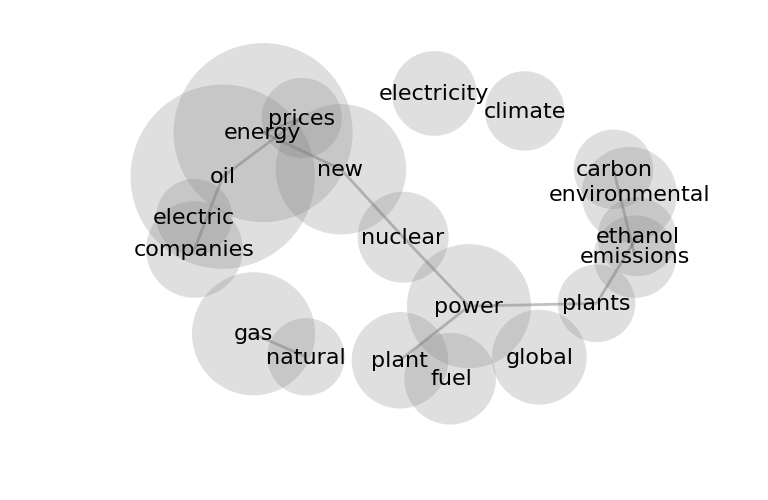 electricity
climate
prices
energy
new
oil
carbon
environmental
electric
companies
nuclear
ethanol
emissions
power
plants
gas
natural
plant
fuel
global